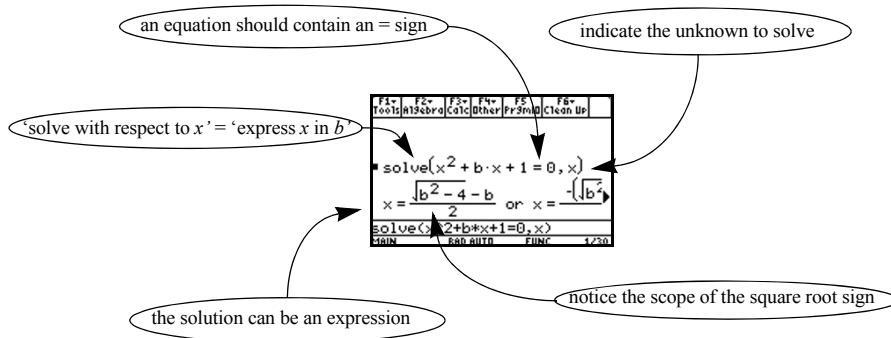 an equation should contain an = sign
indicate the unknown to solve
F1▾ Tools F2▾ Algebra F3▾ Calc F4▾ Other F5 PrgmIO F6▾ Clean Up
‘solve with respect to x’ = ‘express x in b’
▪ solve(x² + b·x + 1 = 0, x)
x = (√(b² - 4) - b)/2 or x = -(√b²
solve(x^2+b*x+1=0,x)
MAIN RAD AUTO FUNC 1/30
notice the scope of the square root sign
the solution can be an expression